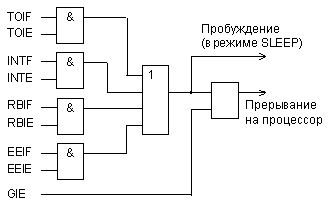 TOIF
TOIE
&
INTF
INTE
&
RBIF
RBIE
&
EEIF
EEIE
&
GIE
1
Пробуждение
(в режиме SLEEP)
Прерывание
на процессор